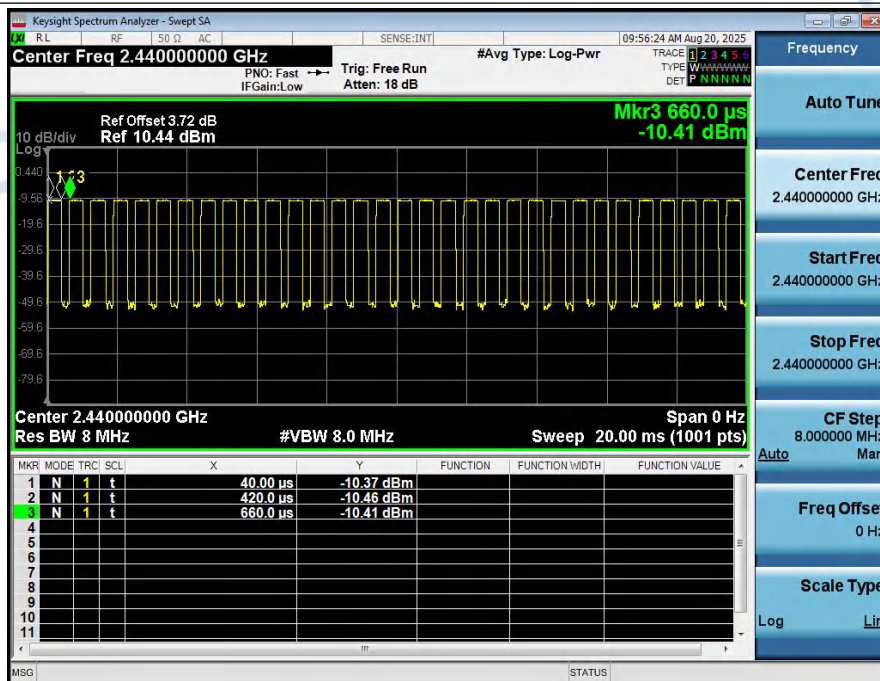 Keysight Spectrum Analyzer - Swept SA
LXI RL RF 50 Ω AC SENSE:INT 09:56:24 AM Aug 20, 2025
Center Freq 2.440000000 GHz
PNO: Fast
IFGain:Low
Trig: Free Run
Atten: 18 dB
#Avg Type: Log-Pwr
TRACE 1 2 3 4 5 6
TYPE WWWWWW
DET P N N N N N
Mkr3 660.0 µs
-10.41 dBm
Ref Offset 3.72 dB
10 dB/div Ref 10.44 dBm
Log
1 2 3
0.440
-9.56
-19.6
-29.6
-39.6
-49.6
-59.6
-69.6
-79.6
Center 2.440000000 GHz Span 0 Hz
Res BW 8 MHz #VBW 8.0 MHz Sweep 20.00 ms (1001 pts)
MKR MODE TRC SCL X Y FUNCTION FUNCTION WIDTH FUNCTION VALUE
1 N 1 t 40.00 µs -10.37 dBm
2 N 1 t 420.0 µs -10.46 dBm
3 N 1 t 660.0 µs -10.41 dBm
4
5
6
7
8
9
10
11
MSG STATUS
Frequency
Auto Tune
Center Freq
2.440000000 GHz
Start Freq
2.440000000 GHz
Stop Freq
2.440000000 GHz
CF Step
8.000000 MHz
Auto Man
Freq Offset
0 Hz
Scale Type
Log Lin